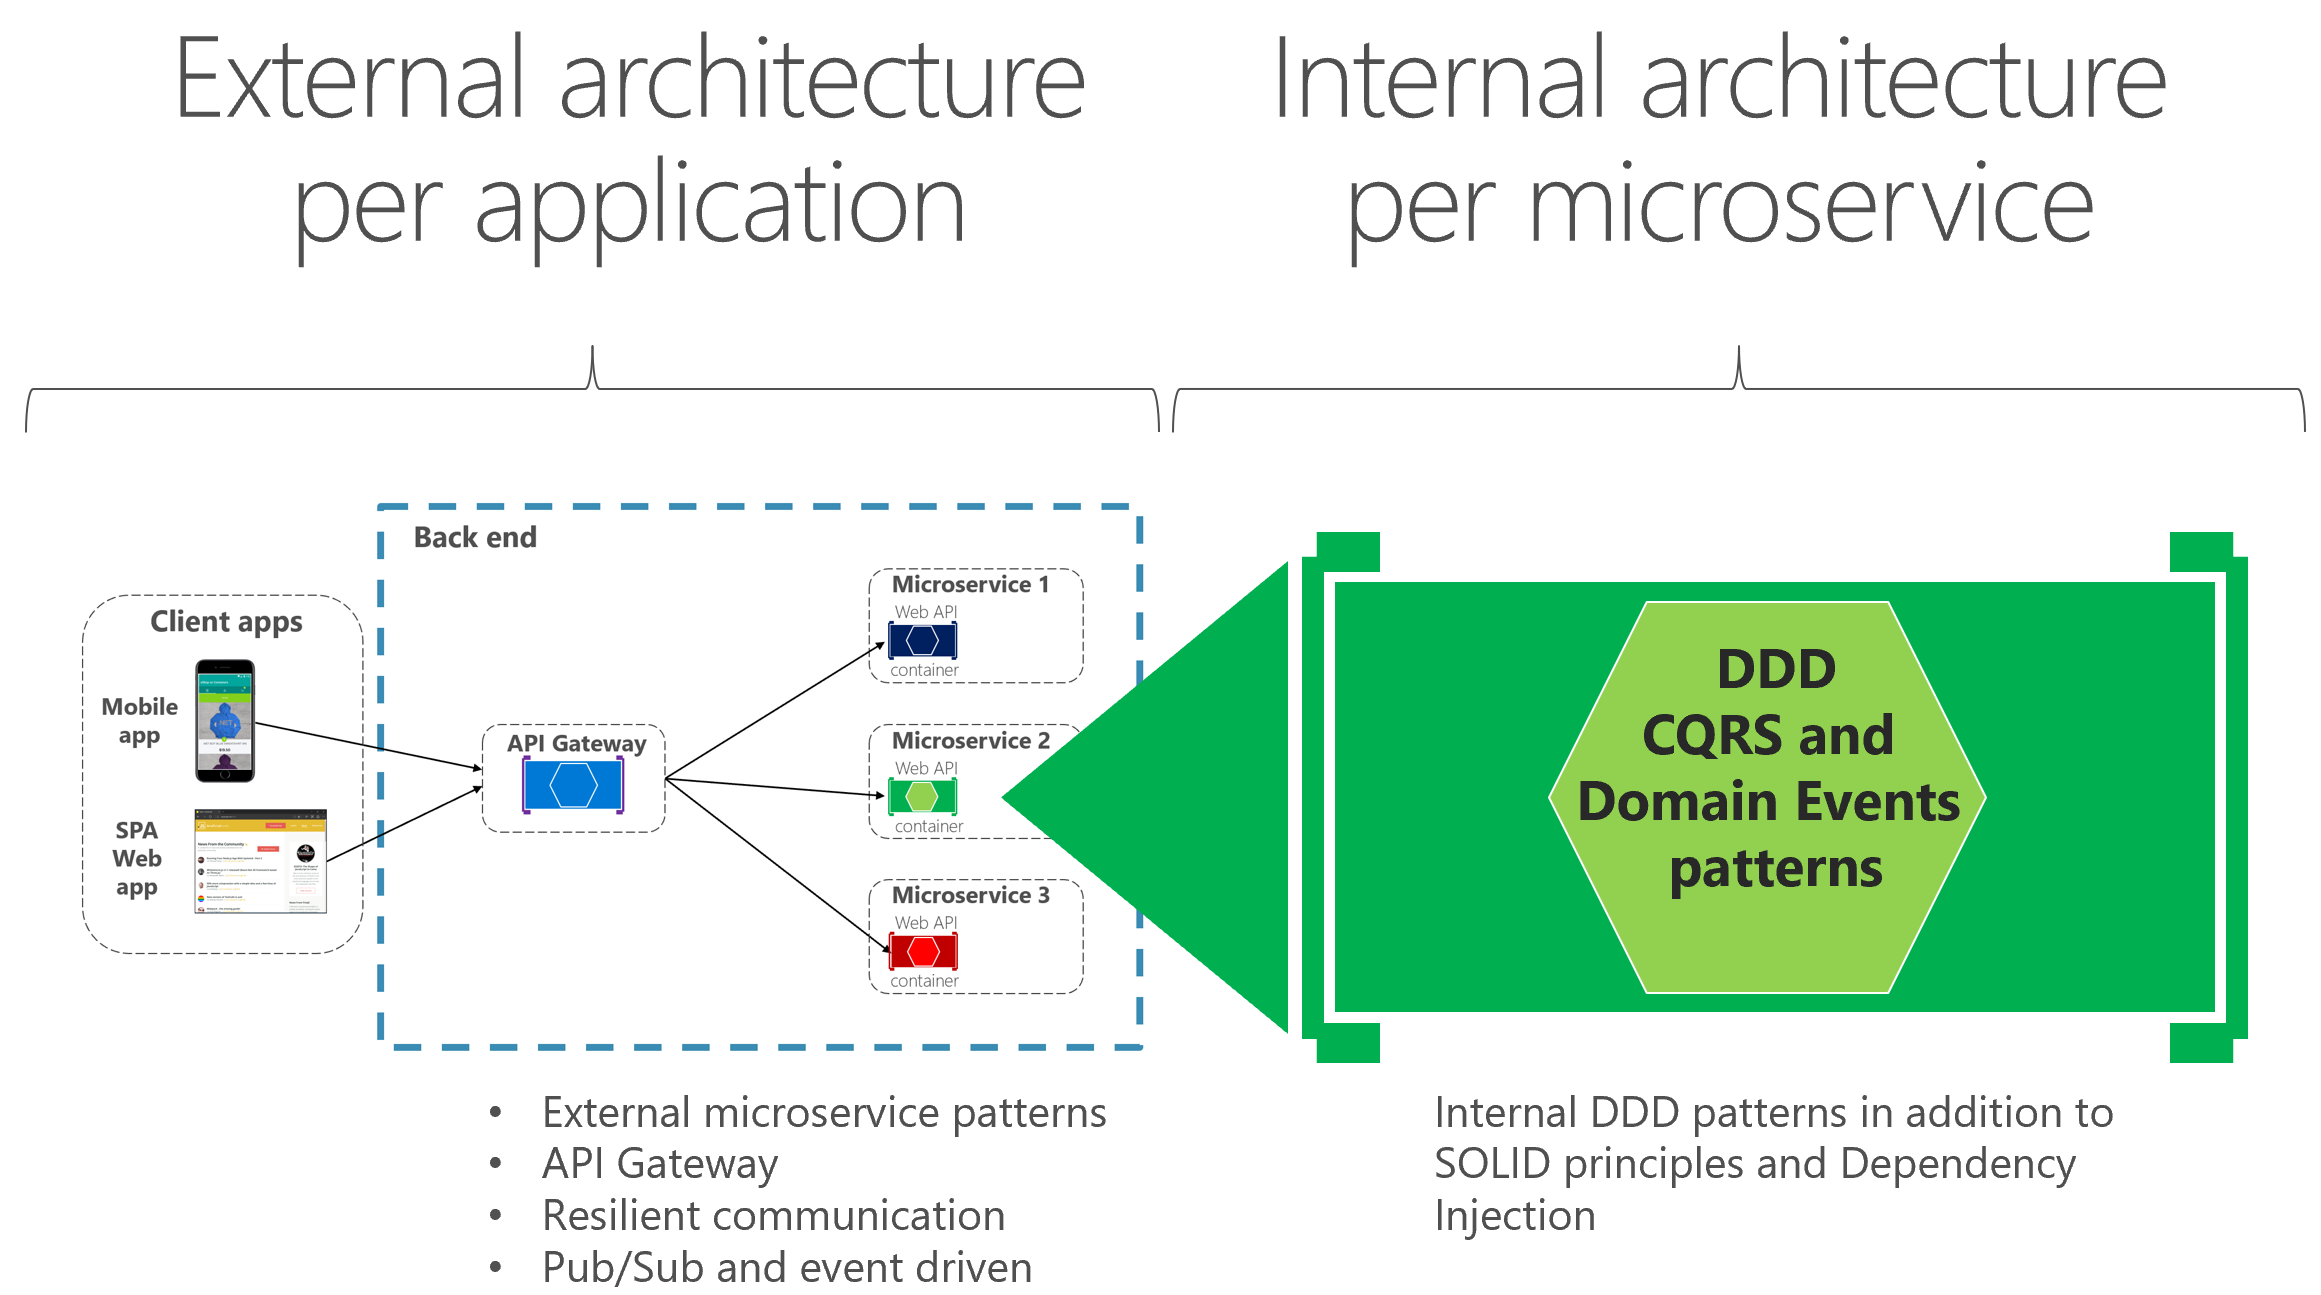 External architecture
per application
Internal architecture
per microservice
Back end
Client apps
Mobile
app
SPA
Web
app
API Gateway
Microservice 1
Web API
container
Microservice 2
Web API
container
Microservice 3
Web API
container
DDD
CQRS and
Domain Events
patterns
• External microservice patterns
• API Gateway
• Resilient communication
• Pub/Sub and event driven
Internal DDD patterns in addition to
SOLID principles and Dependency
Injection